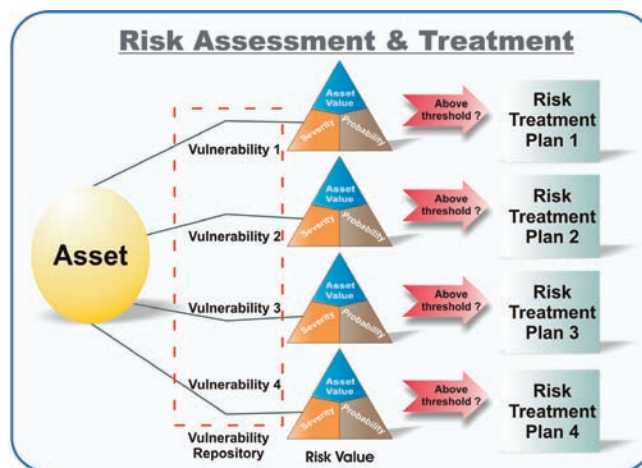 Risk Assessment & Treatment
Asset
Vulnerability 1
Asset
Value
Severity
Probability
Above
threshold ?
Risk
Treatment
Plan 1
Vulnerability 2
Asset
Value
Severity
Probability
Above
threshold ?
Risk
Treatment
Plan 2
Vulnerability 3
Asset
Value
Severity
Probability
Above
threshold ?
Risk
Treatment
Plan 3
Vulnerability 4
Asset
Value
Severity
Probability
Above
threshold ?
Risk
Treatment
Plan 4
Vulnerability
Repository
Risk Value